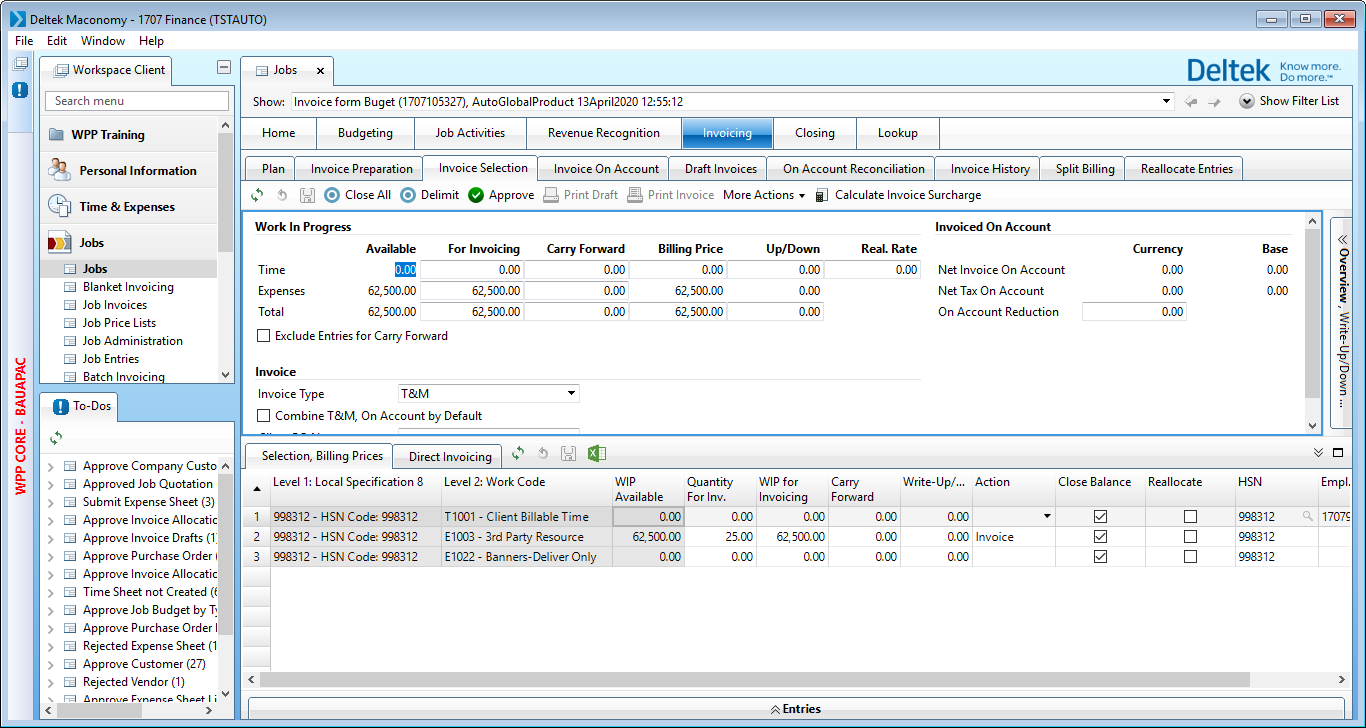 Deltek Maconomy - 1707 Finance (TSTAUTO)
File Edit Window Help
WPP CORE - BAUAPAC
Workspace Client
Search menu
WPP Training
Personal Information
Time & Expenses
Jobs
Jobs
Blanket Invoicing
Job Invoices
Job Price Lists
Job Administration
Job Entries
Batch Invoicing
To-Dos
Approve Company Custo
Approved Job Quotation
Submit Expense Sheet (3)
Approve Invoice Allocatic
Approve Invoice Drafts (1
Approve Purchase Order (
Approve Invoice Allocatic
Time Sheet not Created (6
Approve Job Budget by Ty
Approve Purchase Order I
Rejected Expense Sheet (1
Approve Customer (27)
Rejected Vendor (1)
Approve Expense Sheet Li
Jobs
Deltek Know more. Do more.™
Show: Invoice form Buget (1707105327), AutoGlobalProduct 13April2020 12:55:12 Show Filter List
Home Budgeting Job Activities Revenue Recognition Invoicing Closing Lookup
Plan Invoice Preparation Invoice Selection Invoice On Account Draft Invoices On Account Reconciliation Invoice History Split Billing Reallocate Entries
Close All Delimit Approve Print Draft Print Invoice More Actions Calculate Invoice Surcharge
Work In Progress
Available For Invoicing Carry Forward Billing Price Up/Down Real. Rate
Time 0.00 0.00 0.00 0.00 0.00 0.00
Expenses 62,500.00 62,500.00 0.00 62,500.00 0.00
Total 62,500.00 62,500.00 0.00 62,500.00 0.00
Exclude Entries for Carry Forward
Invoice
Invoice Type T&M
Combine T&M, On Account by Default
Invoiced On Account
Currency Base
Net Invoice On Account 0.00 0.00
Net Tax On Account 0.00 0.00
On Account Reduction 0.00
Overview, Write-Up/Down ...
Selection, Billing Prices Direct Invoicing
Level 1: Local Specification 8 Level 2: Work Code WIP Available Quantity For Inv. WIP for Invoicing Carry Forward Write-Up/... Action Close Balance Reallocate HSN Empl.
1 998312 - HSN Code: 998312 T1001 - Client Billable Time 0.00 0.00 0.00 0.00 0.00 998312 17079
2 998312 - HSN Code: 998312 E1003 - 3rd Party Resource 62,500.00 25.00 62,500.00 0.00 0.00 Invoice 998312
3 998312 - HSN Code: 998312 E1022 - Banners-Deliver Only 0.00 0.00 0.00 0.00 0.00 998312
Entries